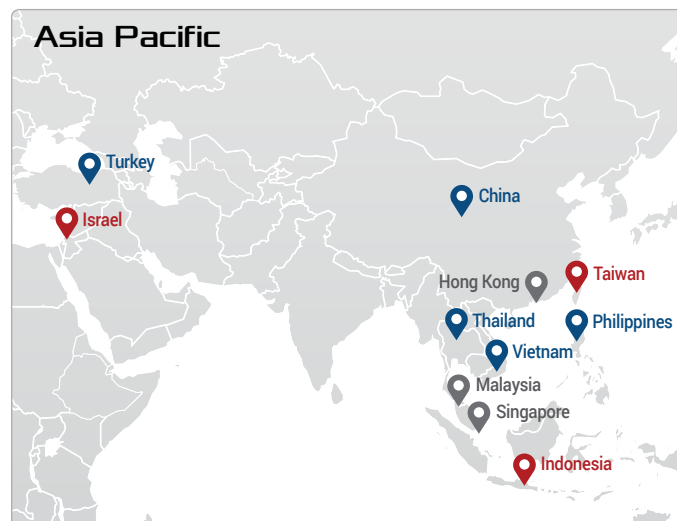 Asia Pacific
Turkey
China
Israel
Taiwan
Hong Kong
Thailand
Philippines
Vietnam
Malaysia
Singapore
Indonesia